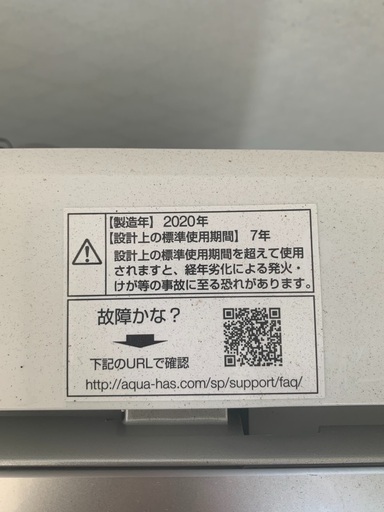 【製造年】 2020年
【設計上の標準使用期間】 7年
設計上の標準使用期間を超えて使用
されますと、経年劣化による発火・
けが等の事故に至る恐れがあります。
故障かな?
下記のURLで確認
http://aqua-has.com/sp/support/faq/